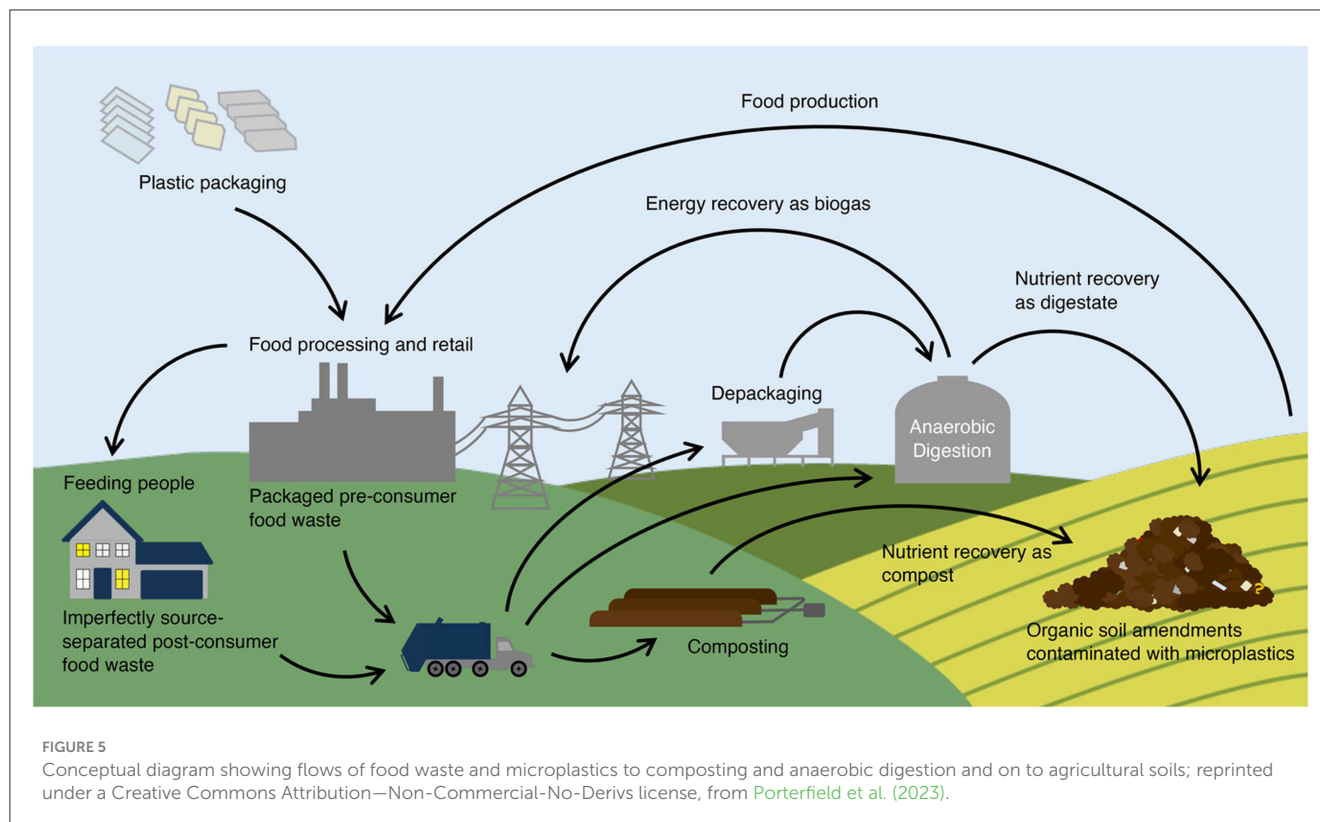 Food production
Plastic packaging
Energy recovery as biogas
Nutrient recovery
as digestate
Food processing and retail
Depackaging
Anaerobic
Digestion
Feeding people
Packaged pre-consumer
food waste
Nutrient recovery as
compost
Imperfectly source-
separated post-consumer
food waste
Composting
?
Organic soil amendments
contaminated with microplastics
FIGURE 5
Conceptual diagram showing flows of food waste and microplastics to composting and anaerobic digestion and on to agricultural soils; reprinted
under a Creative Commons Attribution—Non-Commercial-No-Derivs license, from Porterfield et al. (2023).